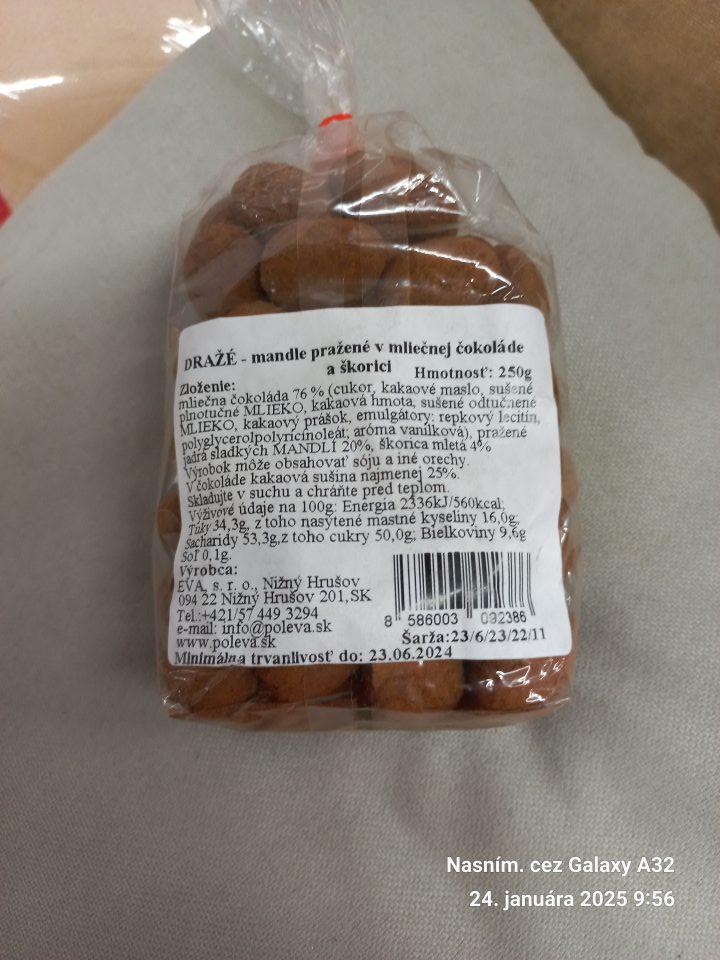 DRAŽÉ - mandle pražené v mliečnej čokoláde
a škorici Hmotnosť: 250g
Zloženie:
mliečna čokoláda 76 % (cukor, kakaové maslo, sušené
plnotučné MLIEKO, kakaová hmota, sušené odtučnené
MLIEKO, kakaový prášok, emulgátory: repkový lecitín,
polyglycerolpolyricinoleát; aróma vanilková), pražené
jadrá sladkých MANDLÍ 20%, škorica mletá 4%
Výrobok môže obsahovať sóju a iné orechy.
V čokoláde kakaová sušina najmenej 25%.
Skladujte v suchu a chráňte pred teplom.
Výživové údaje na 100g: Energia 2336kJ/560kcal;
Tuky 34,3g, z toho nasýtené mastné kyseliny 16,0g;
Sacharidy 53,3g,z toho cukry 50,0g; Bielkoviny 9,6g
Soľ 0,1g.
Výrobca:
EVA, s. r. o., Nižný Hrušov
094 22 Nižný Hrušov 201,SK
Tel.:+421/57 449 3294
e-mail: info@poleva.sk
www.poleva.sk
8 586003 092386
Šarža:23/6/23/22/11
Minimálna trvanlivosť do: 23.06.2024
Nasním. cez Galaxy A32
24. januára 2025 9:56